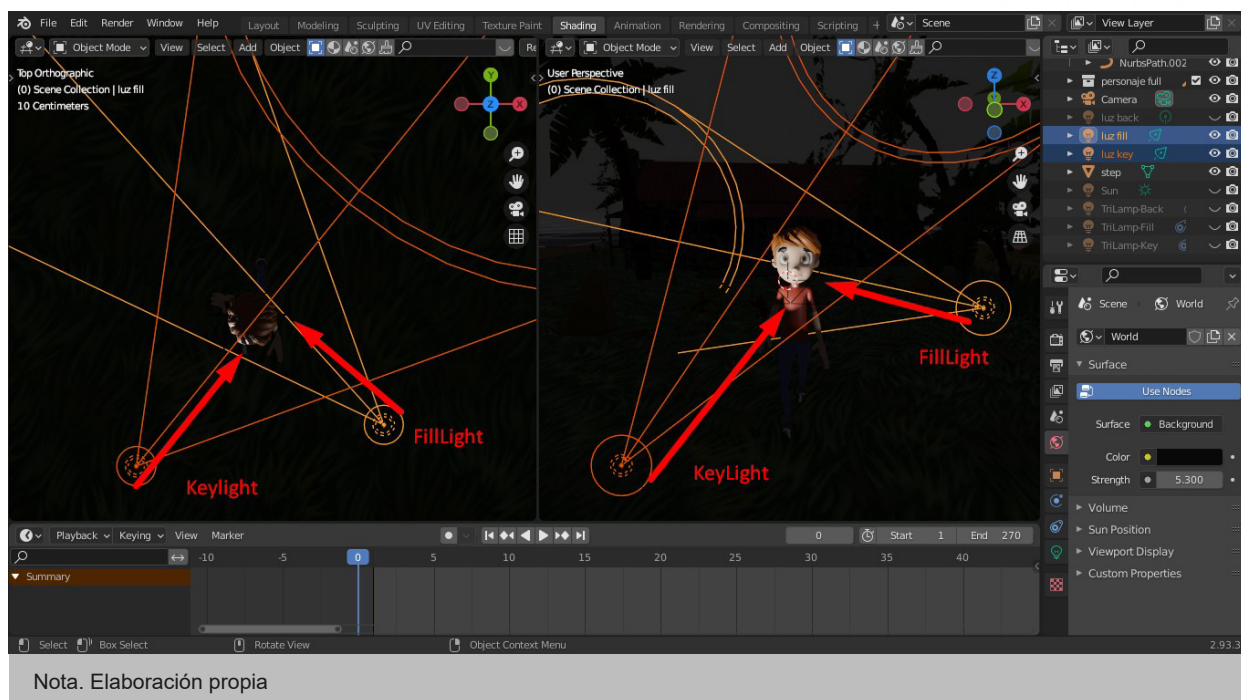 File Edit Render Window Help Layout Modeling Sculpting UV Editing Texture Paint Shading Animation Rendering Compositing Scripting + Scene View Layer
Object Mode View Select Add Object
Object Mode View Select Add Object
Top Orthographic
(0) Scene Collection | luz fill
10 Centimeters
Y
Z
X
Keylight
FillLight
User Perspective
(0) Scene Collection | luz fill
Z
X
KeyLight
FillLight
NurbsPath.002
personaje full
Camera
luz back
luz fill
luz key
step
Sun
TriLamp-Back
TriLamp-Fill
TriLamp-Key
Scene World
World
Surface
Use Nodes
Surface Background
Color
Strength 5.300
Volume
Sun Position
Viewport Display
Custom Properties
Playback Keying View Marker 0 Start 1 End 270
-10 -5 0 5 10 15 20 25 30 35 40
Summary
Select Box Select Rotate View Object Context Menu 2.93.3
Nota. Elaboración propia